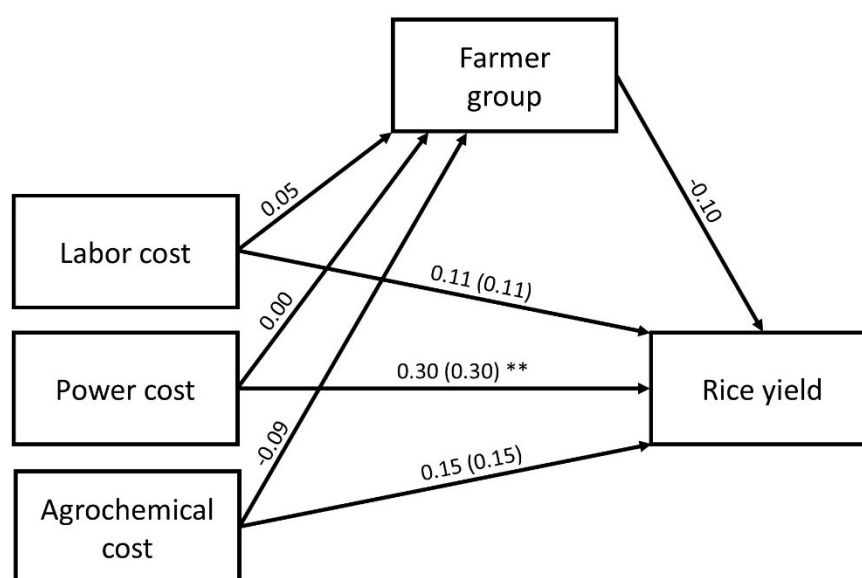 Farmer
group
0.05
-0.10
Labor cost
0.11 (0.11)
0.00
Power cost
0.30 (0.30) **
Rice yield
-0.09
0.15 (0.15)
Agrochemical
cost